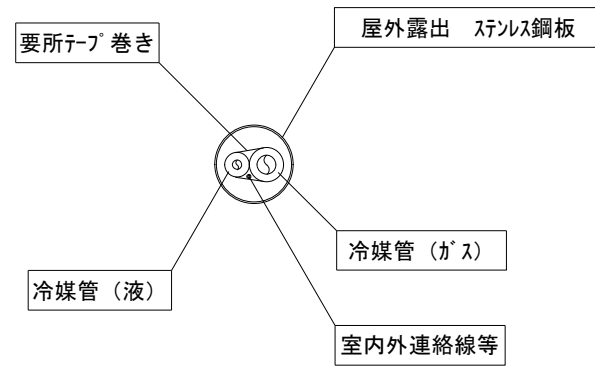 屋外露出　ｽﾃﾝﾚｽ鋼板
要所ﾃｰﾌﾟ巻き
冷媒管（ｶﾞｽ）
冷媒管（液）
室内外連絡線等